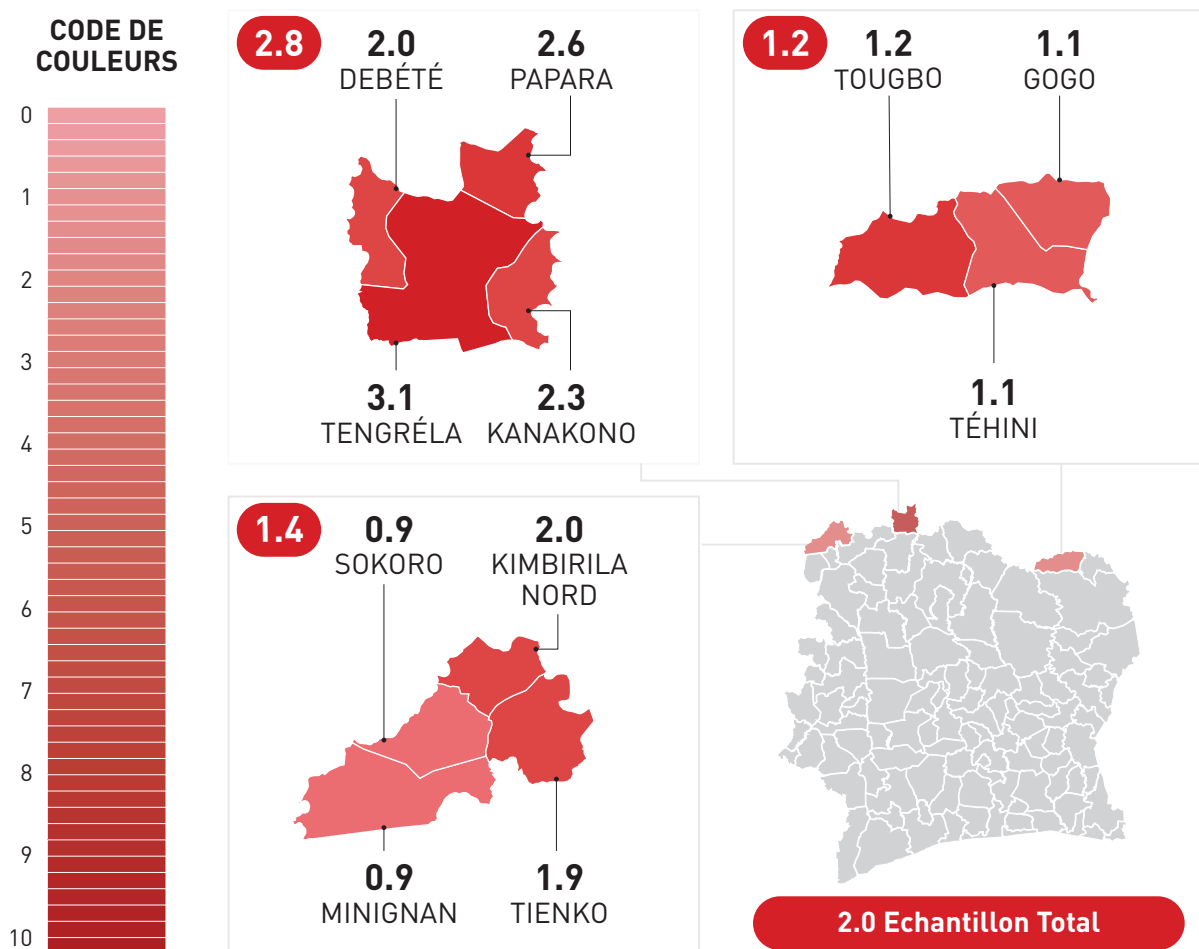 CODE DE
COULEURS
0
1
2
3
4
5
6
7
8
9
10
2.8
2.0
DEBÉTÉ
2.6
PAPARA
3.1
TENGRÉLA
2.3
KANAKONO
1.2
1.2
TOUGBO
1.1
GOGO
1.1
TÉHINI
1.4
0.9
SOKORO
2.0
KIMBIRILA
NORD
0.9
MINIGNAN
1.9
TIENKO
2.0 Echantillon Total